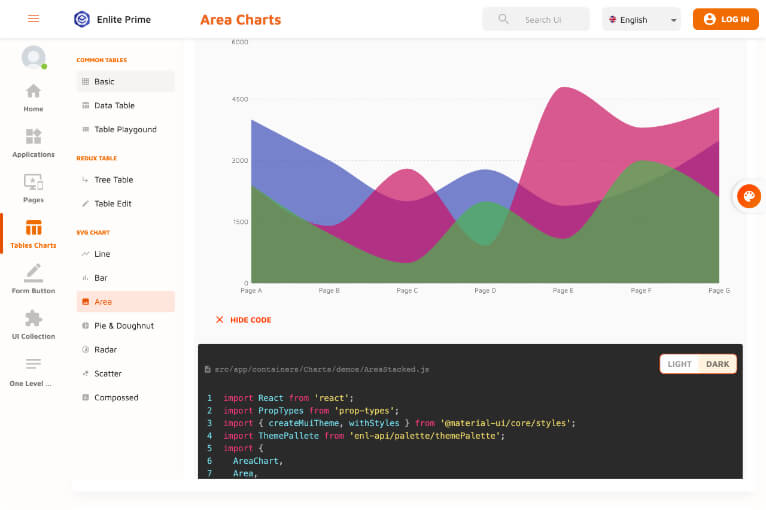 Enlite Prime
Area Charts
Search Ui
English
LOG IN
Home
Applications
Pages
Tables Charts
Form Button
UI Collection
One Level ...
COMMON TABLES
Basic
Data Table
Table Playgound
REDUX TABLE
Tree Table
Table Edit
SVG CHART
Line
Bar
Area
Pie & Doughnut
Radar
Scatter
Compossed
6000
4500
3000
1500
0
Page A Page B Page C Page D Page E Page F Page G
HIDE CODE
LIGHT DARK
src/app/containers/Charts/demos/AreaStacked.js
1 import React from 'react';
2 import PropTypes from 'prop-types';
3 import { createMuiTheme, withStyles } from '@material-ui/core/styles';
4 import ThemePallete from 'enl-api/palette/themePalette';
5 import {
6 AreaChart,
7 Area,